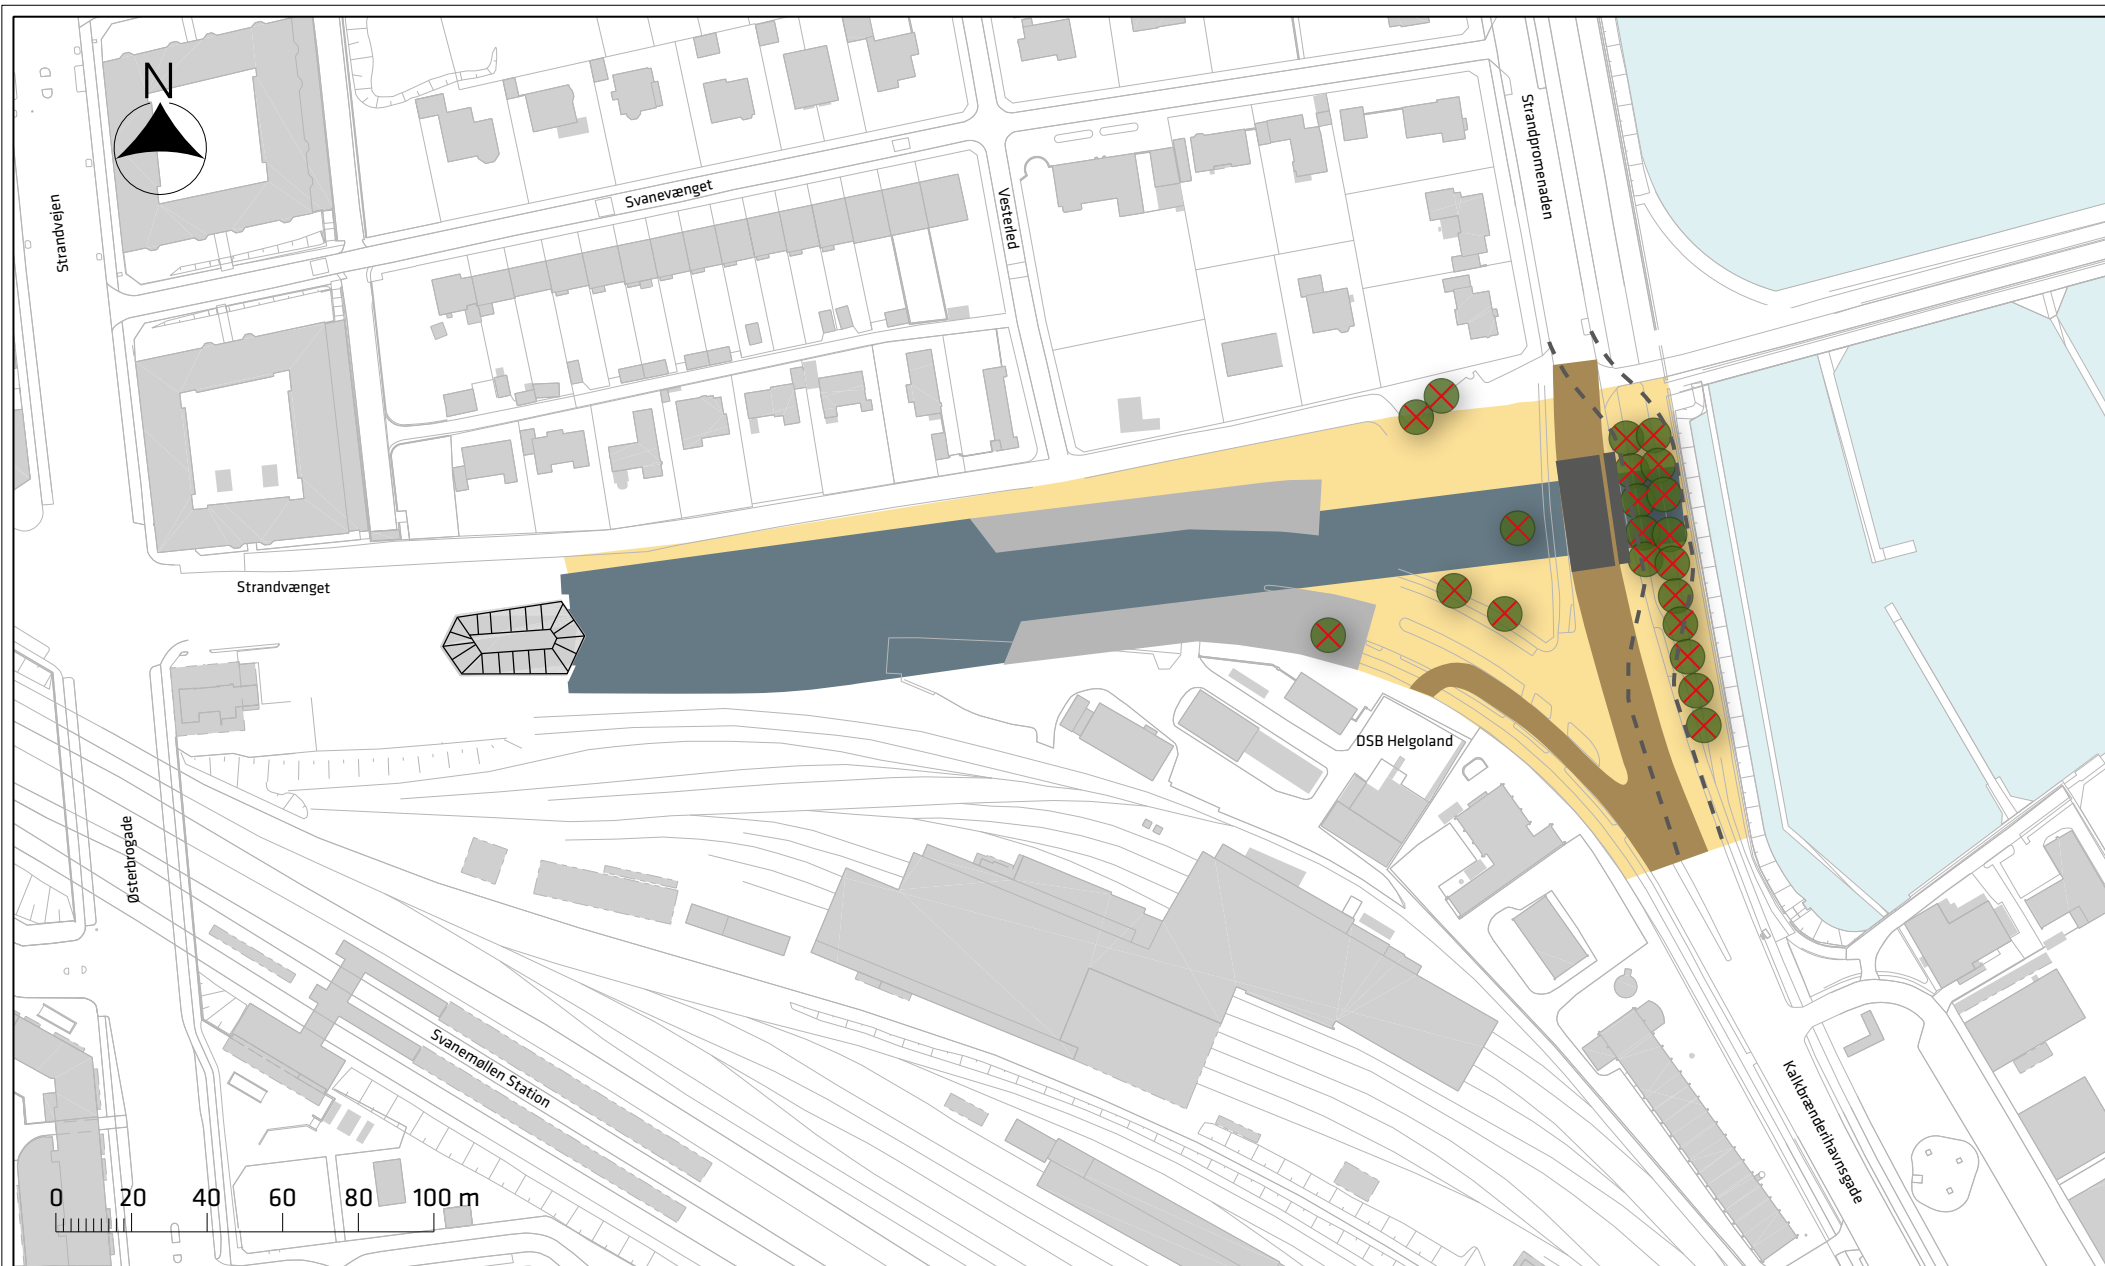 N
Strandvejen
Svanevænget
Vesterled
Strandpromenaden
Strandvænget
DSB Helgoland
Østerbrogade
Svanemøllen Station
Kalkbrænderihavnsgade
0 20 40 60 80 100 m